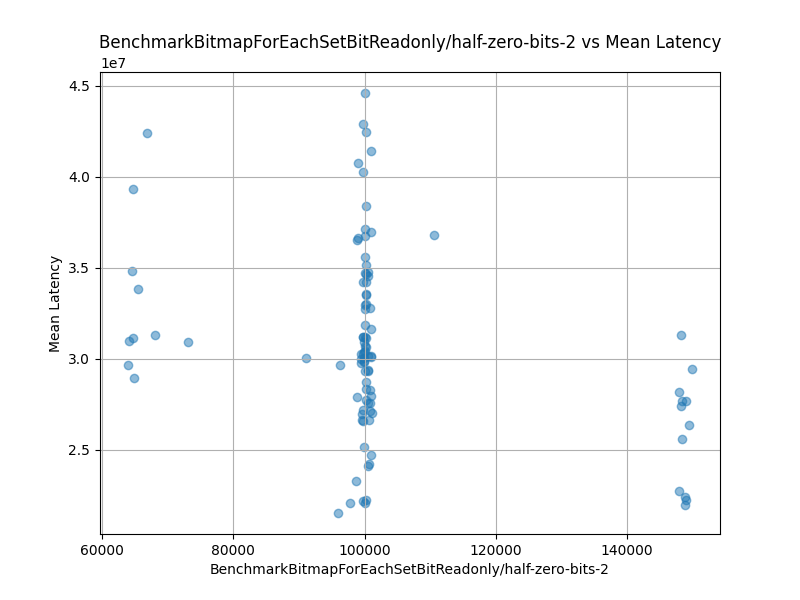 BenchmarkBitmapForEachSetBitReadonly/half-zero-bits-2 vs Mean Latency
1e7
4.5
4.0
3.5
3.0
2.5
Mean Latency
60000 80000 100000 120000 140000
BenchmarkBitmapForEachSetBitReadonly/half-zero-bits-2